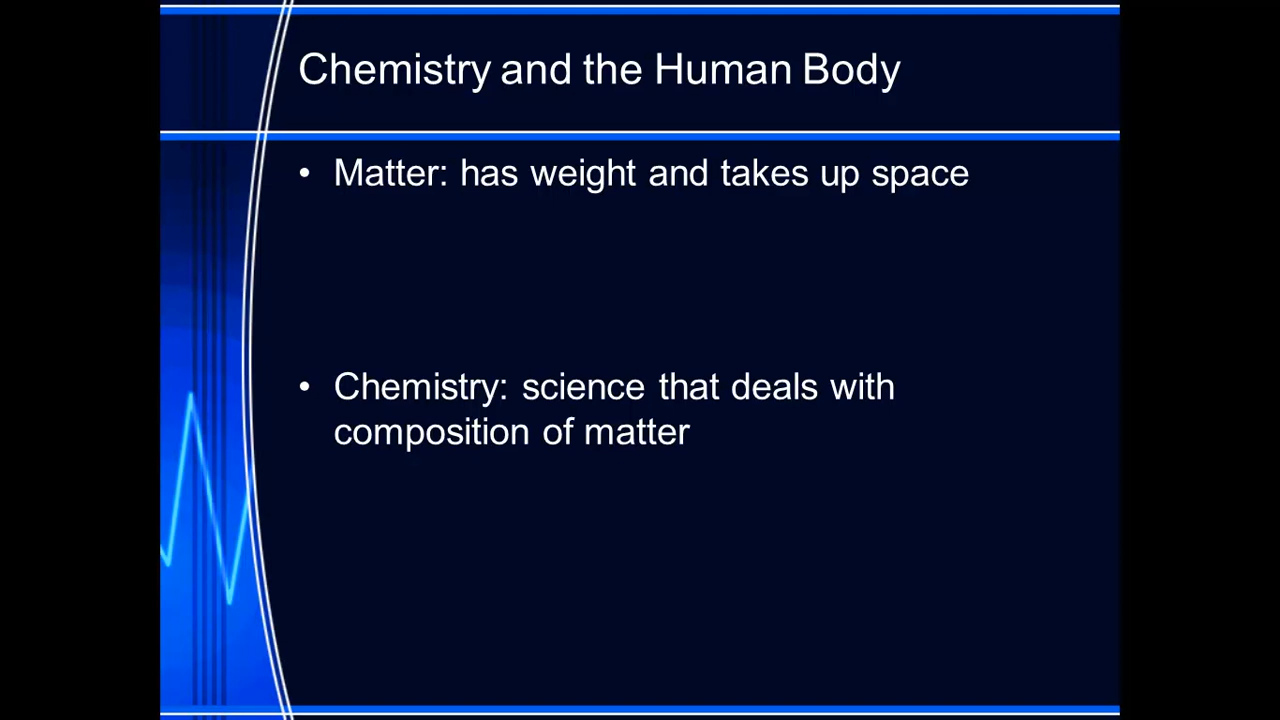 Chemistry and the Human Body
• Matter: has weight and takes up space
• Chemistry: science that deals with
composition of matter